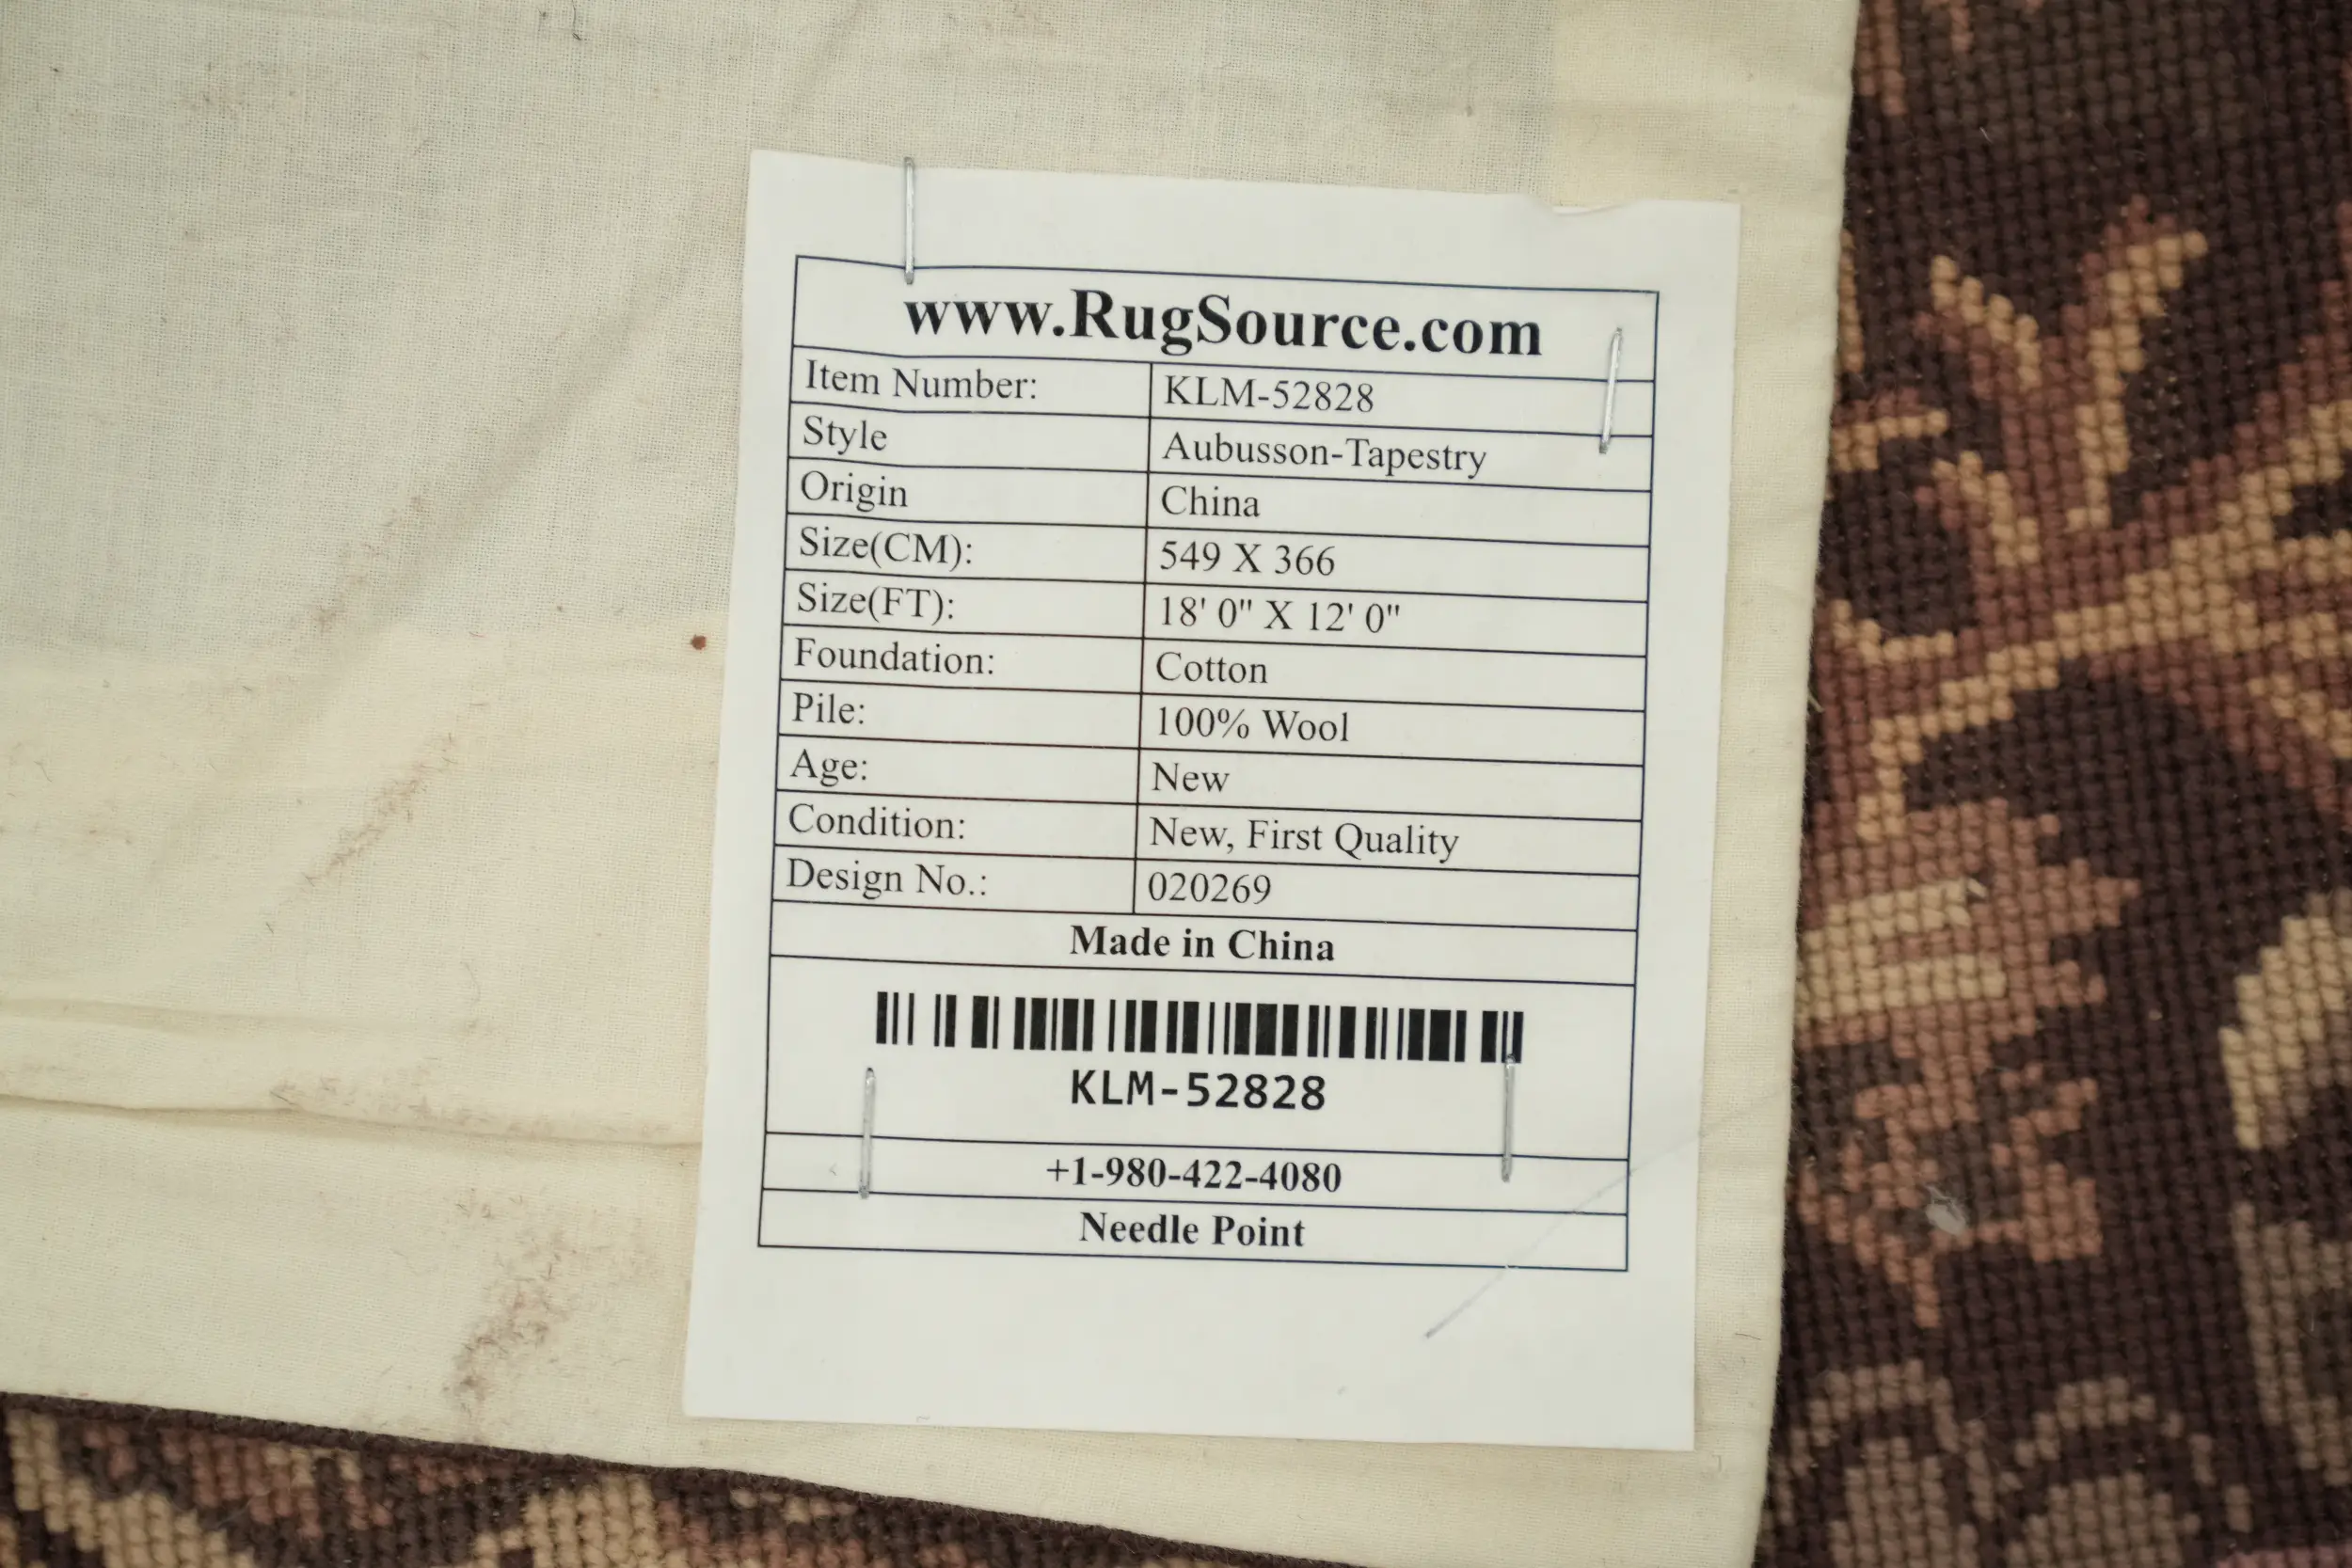 www.RugSource.com
Item Number: KLM-52828
Style Aubusson-Tapestry
Origin China
Size(CM): 549 X 366
Size(FT): 18' 0" X 12' 0"
Foundation: Cotton
Pile: 100% Wool
Age: New
Condition: New, First Quality
Design No.: 020269
Made in China
KLM-52828
+1-980-422-4080
Needle Point